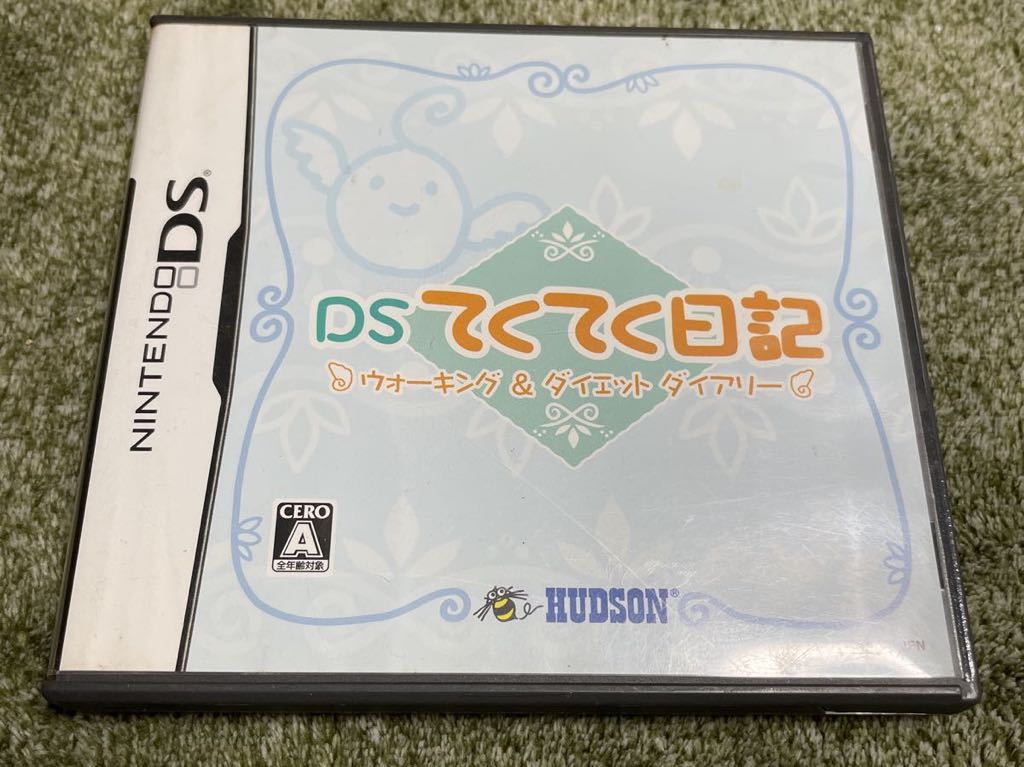 NINTENDO DS®
DS てくてく日記
ウォーキング & ダイエット ダイアリー
CERO
A
全年齢対象
HUDSON®
JPN